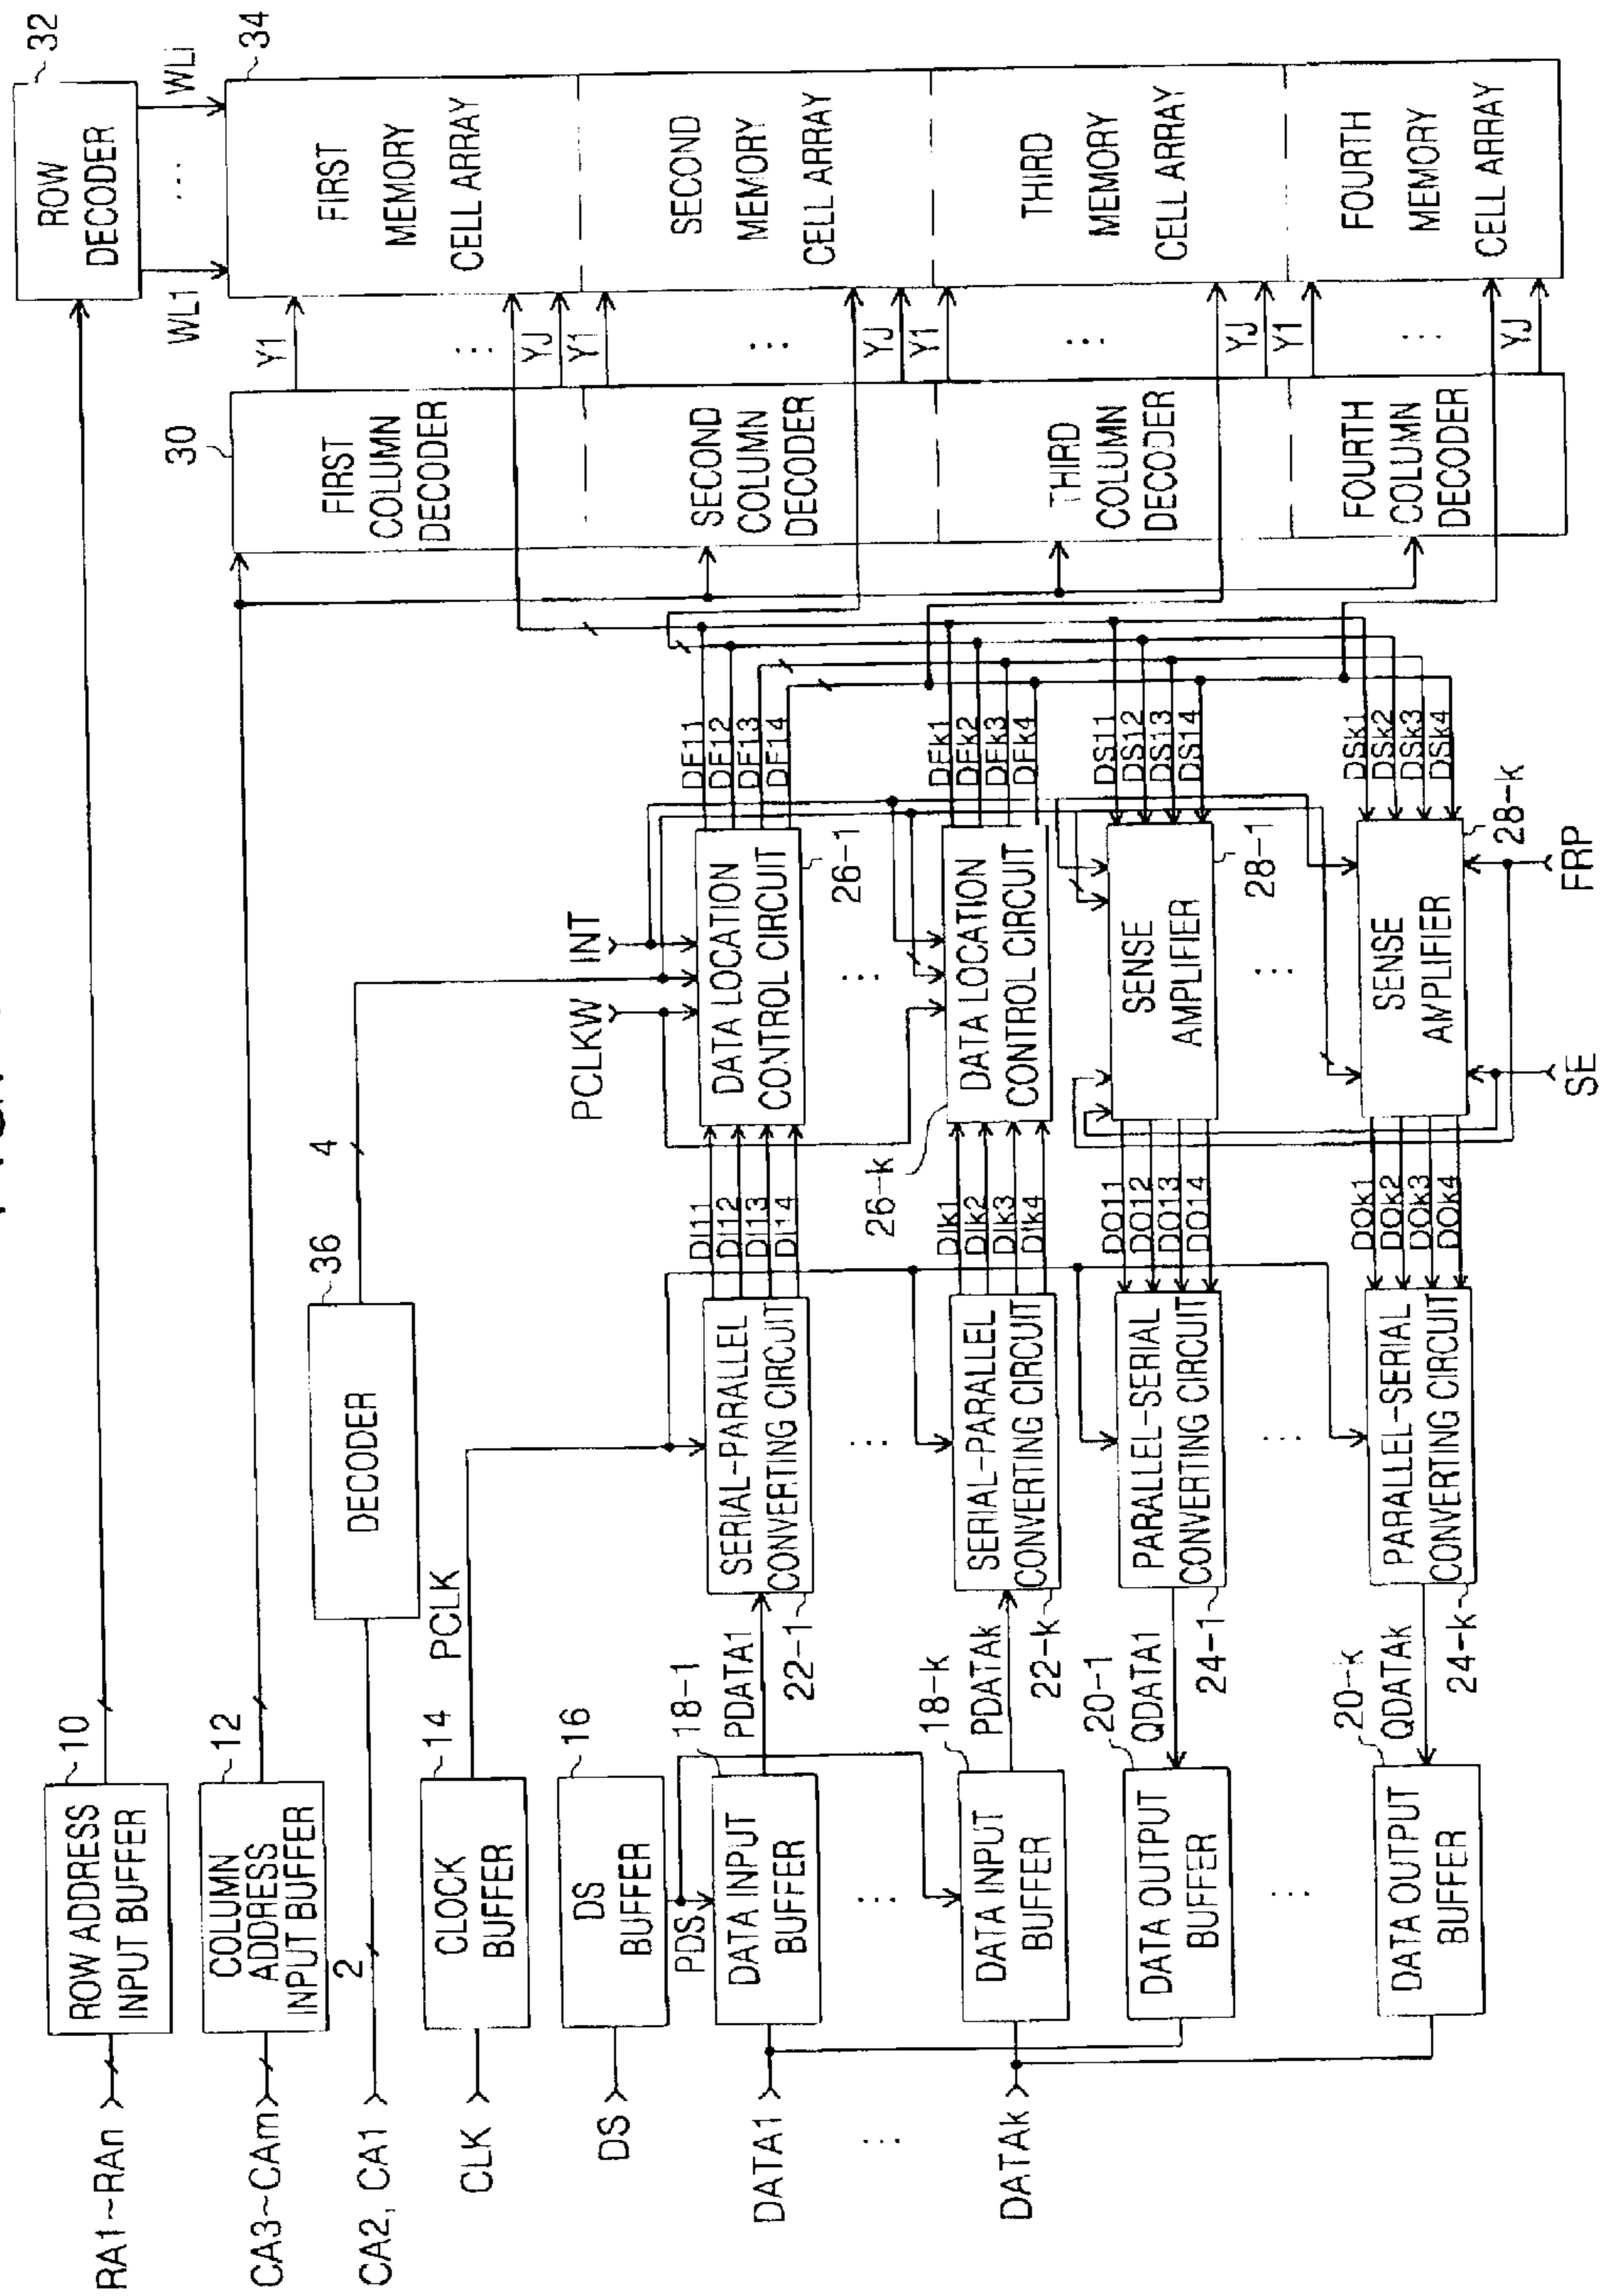 ROW
DECODER
32
WL1
...
WLi
34
FIRST
MEMORY
CELL ARRAY
SECOND
MEMORY
CELL ARRAY
THIRD
MEMORY
CELL ARRAY
FOURTH
MEMORY
CELL ARRAY
Y1
...
YJ
Y1
...
YJ
Y1
...
YJ
Y1
...
YJ
30
FIRST
COLUMN
DECODER
SECOND
COLUMN
DECODER
THIRD
COLUMN
DECODER
FOURTH
COLUMN
DECODER
RA1~RAn
ROW ADDRESS
INPUT BUFFER
10
CA3~CAm
COLUMN
ADDRESS
INPUT BUFFER
12
CA2, CA1
2
DECODER
36
4
CLK
CLOCK
BUFFER
14
PCLK
DS
DS
BUFFER
16
PDS
PCLKW
INT
DATA1
DATA INPUT
BUFFER
18-1
PDATA1
SERIAL-PARALLEL
CONVERTING CIRCUIT
22-1
DI11
DI12
DI13
DI14
DATA LOCATION
CONTROL CIRCUIT
26-1
DF11
DF12
DF13
DF14
...
...
...
...
DATAk
DATA INPUT
BUFFER
18-k
PDATAk
SERIAL-PARALLEL
CONVERTING CIRCUIT
22-k
DIk1
DIk2
DIk3
DIk4
26-k
DATA LOCATION
CONTROL CIRCUIT
DFk1
DFk2
DFk3
DFk4
DATA OUTPUT
BUFFER
20-1
QDATA1
PARALLEL-SERIAL
CONVERTING CIRCUIT
24-1
DO11
DO12
DO13
DO14
SENSE
AMPLIFIER
28-1
DS11
DS12
DS13
DS14
...
...
...
DATA OUTPUT
BUFFER
20-k
QDATAk
PARALLEL-SERIAL
CONVERTING CIRCUIT
24-k
DOk1
DOk2
DOk3
DOk4
SENSE
AMPLIFIER
28-k
DSk1
DSk2
DSk3
DSk4
SE
FRP